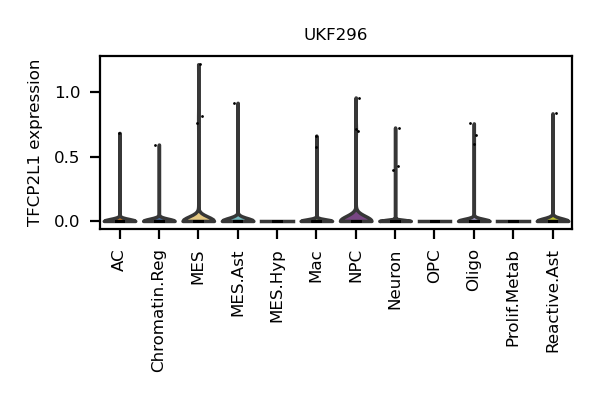 UKF296
TFCP2L1 expression
1.0
0.5
0.0
AC
Chromatin.Reg
MES
MES.Ast
MES.Hyp
Mac
NPC
Neuron
OPC
Oligo
Prolif.Metab
Reactive.Ast